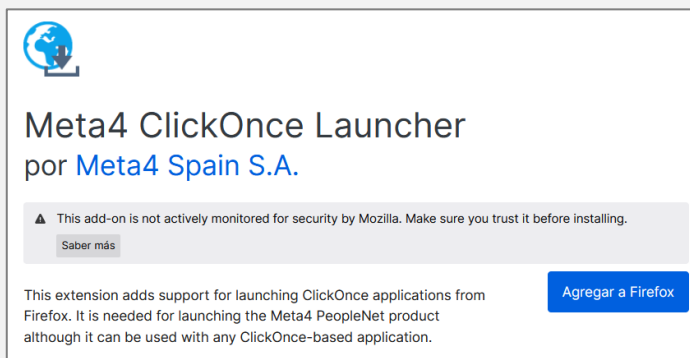 Meta4 ClickOnce Launcher
por Meta4 Spain S.A.
This add-on is not actively monitored for security by Mozilla. Make sure you trust it before installing.
Saber más
This extension adds support for launching ClickOnce applications from
Firefox. It is needed for launching the Meta4 PeopleNet product
although it can be used with any ClickOnce-based application.
Agregar a Firefox